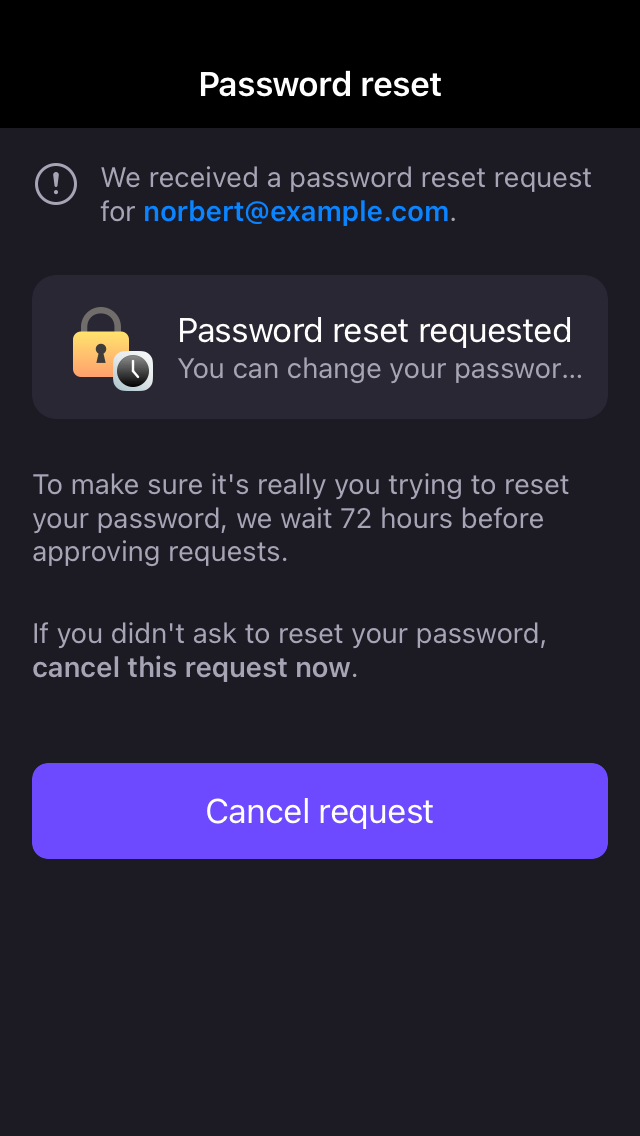 Password reset
We received a password reset request
for norbert@example.com.
Password reset requested
You can change your passwor...
To make sure it's really you trying to reset
your password, we wait 72 hours before
approving requests.
If you didn't ask to reset your password,
cancel this request now.
Cancel request